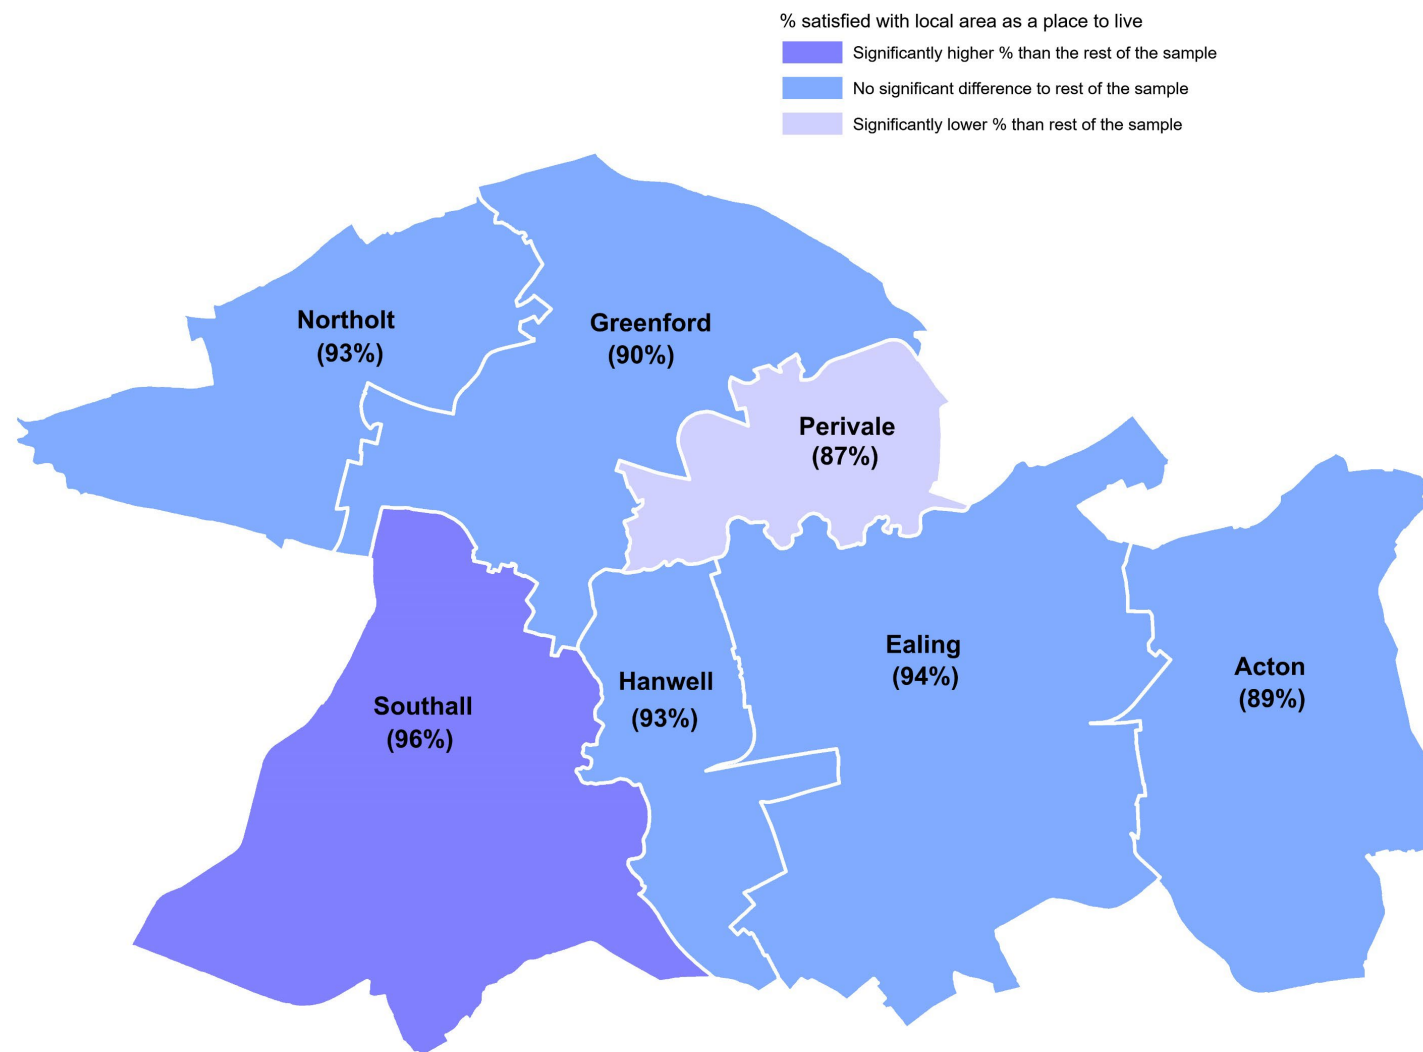 % satisfied with local area as a place to live
Significantly higher % than the rest of the sample
No significant difference to rest of the sample
Significantly lower % than rest of the sample
Northolt
(93%)
Greenford
(90%)
Perivale
(87%)
Ealing
(94%)
Acton
(89%)
Hanwell
(93%)
Southall
(96%)